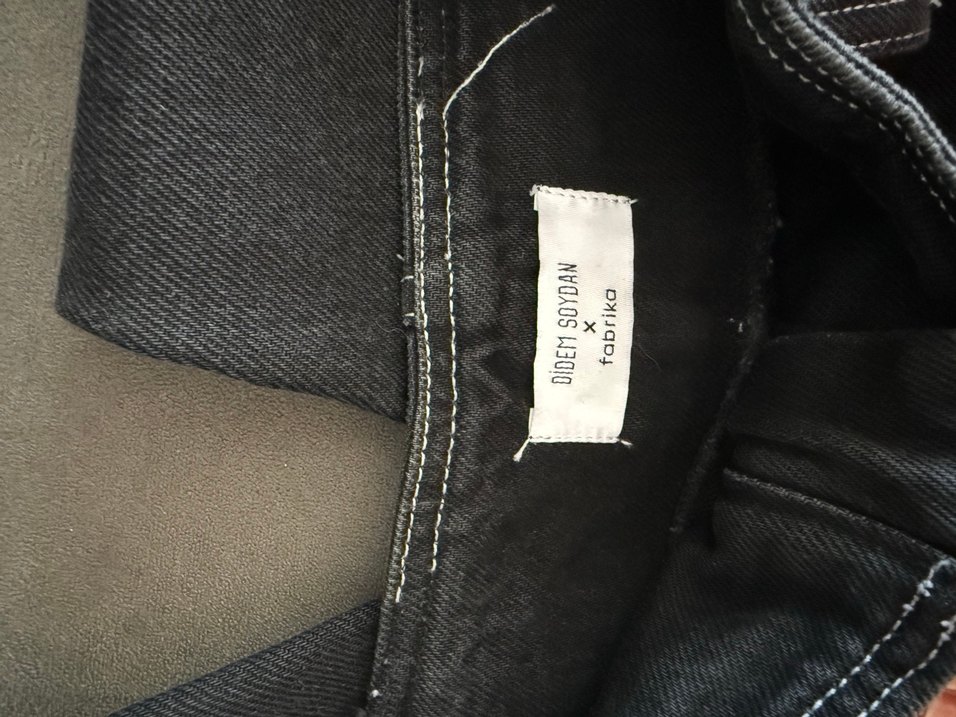 DİDEM SOYDAN
x
fabrika